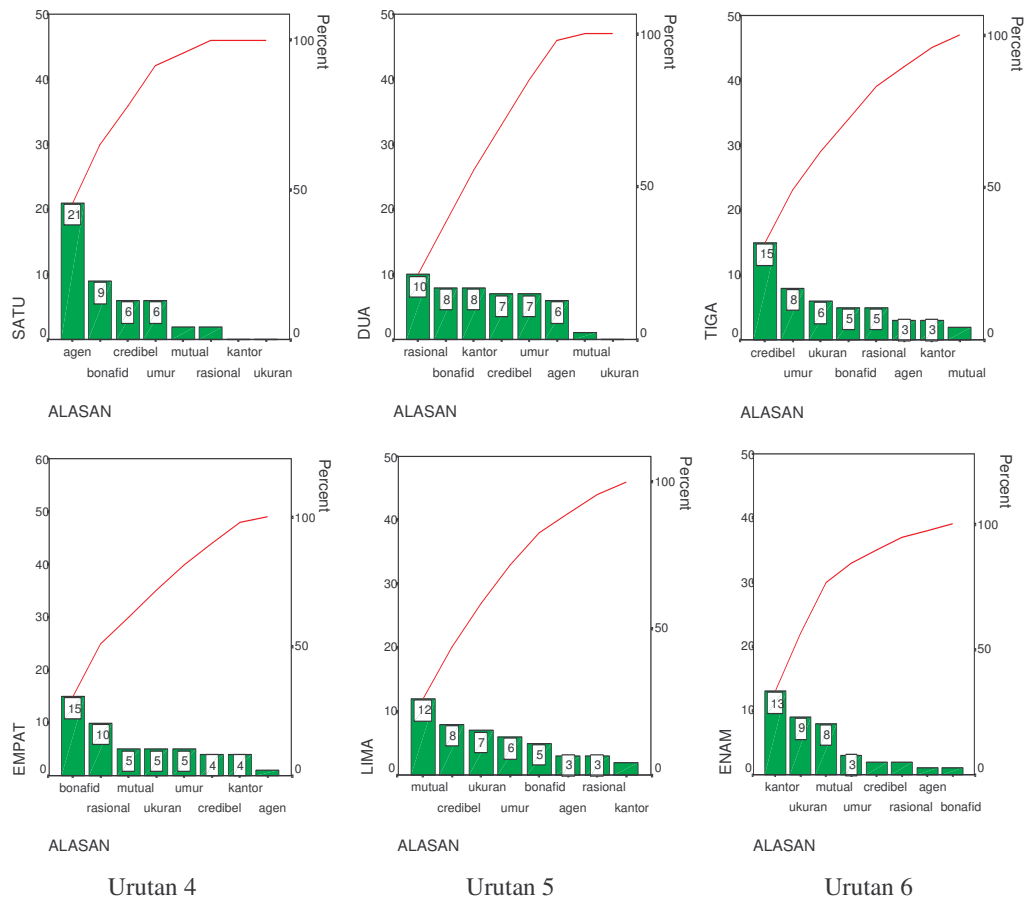 50
40
30
20
10
0
SATU
21
9
6
6
100
50
0
Percent
agen credibel mutual kantor
bonafid umur rasional ukuran
ALASAN
50
40
30
20
10
0
DUA
10
8
8
7
7
6
100
50
0
Percent
rasional kantor umur mutual
bonafid credibel agen ukuran
ALASAN
50
40
30
20
10
0
TIGA
15
8
6
5
5
3
3
100
50
0
Percent
credibel ukuran rasional kantor
umur bonafid agen mutual
ALASAN
60
50
40
30
20
10
0
EMPAT
15
10
5
5
5
4
4
100
50
0
Percent
bonafid mutual umur kantor
rasional ukuran credibel agen
ALASAN
50
40
30
20
10
0
LIMA
12
8
7
6
5
3
3
100
50
0
Percent
mutual ukuran bonafid rasional
credibel umur agen kantor
ALASAN
50
40
30
20
10
0
ENAM
13
9
8
3
100
50
0
Percent
kantor mutual credibel agen
ukuran umur rasional bonafid
ALASAN
Urutan 4
Urutan 5
Urutan 6